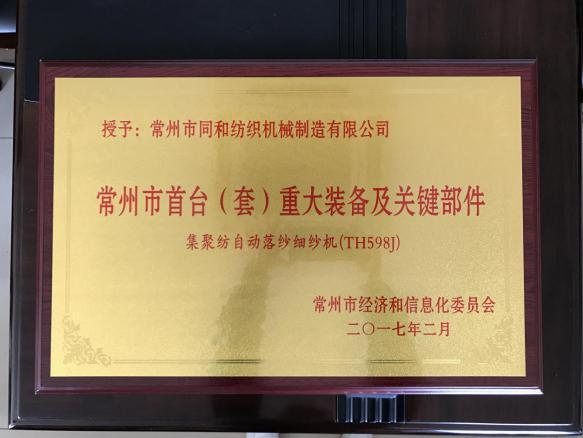 授予：常州市同和纺织机械制造有限公司
常州市首台（套）重大装备及关键部件
集聚纺自动落纱细纱机(TH598J)
常州市经济和信息化委员会
二〇一七年二月